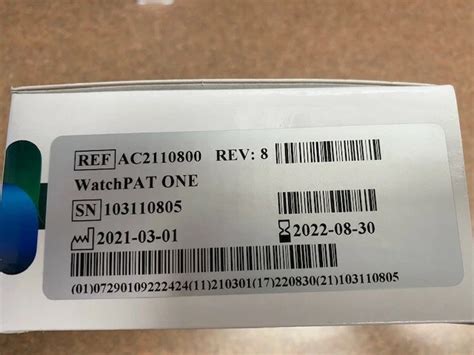 REF AC2110800 REV: 8
WatchPAT ONE
SN 103110805
2021-03-01 2022-08-30
(01)07290109222424(11)210301(17)220830(21)103110805